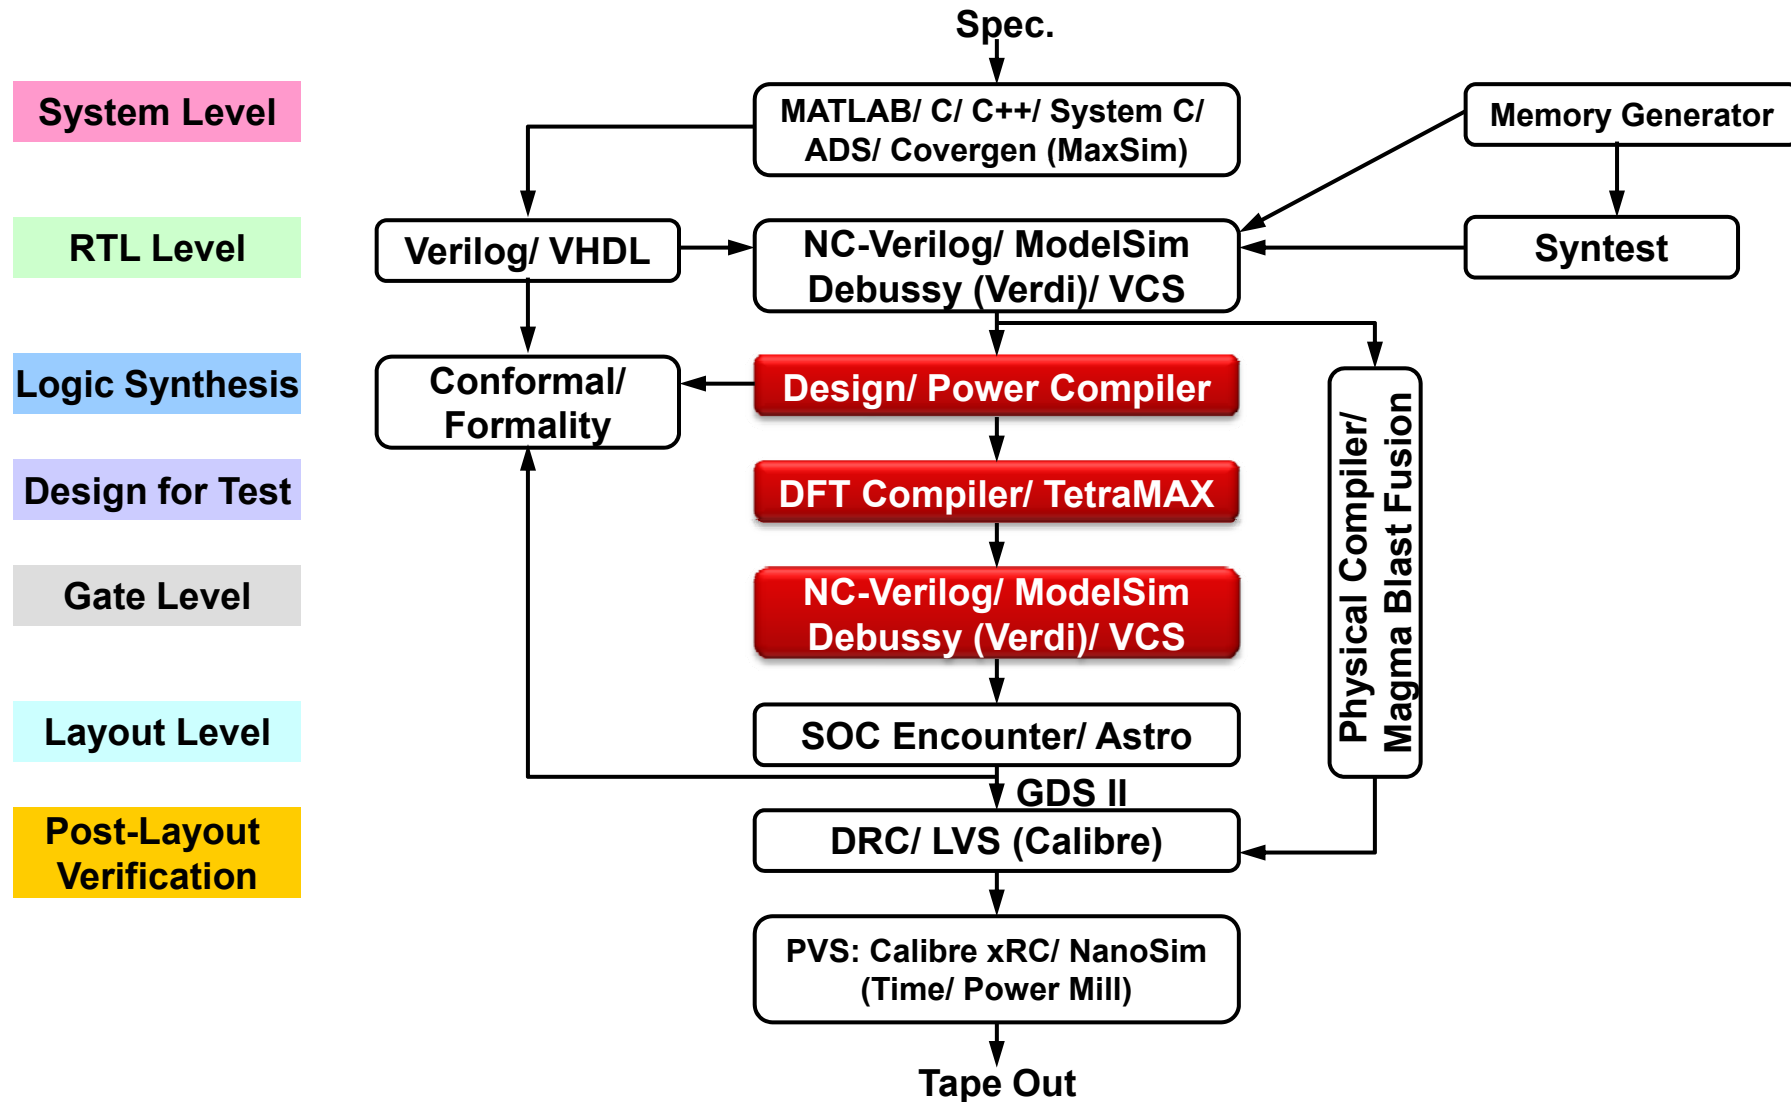 Spec.
System Level
MATLAB/ C/ C++/ System C/
ADS/ Covergen (MaxSim)
Memory Generator
RTL Level
Verilog/ VHDL
NC-Verilog/ ModelSim
Debussy (Verdi)/ VCS
Syntest
Logic Synthesis
Conformal/
Formality
Design/ Power Compiler
Physical Compiler/
Magma Blast Fusion
Design for Test
DFT Compiler/ TetraMAX
Gate Level
NC-Verilog/ ModelSim
Debussy (Verdi)/ VCS
Layout Level
SOC Encounter/ Astro
GDS II
Post-Layout
Verification
DRC/ LVS (Calibre)
PVS: Calibre xRC/ NanoSim
(Time/ Power Mill)
Tape Out